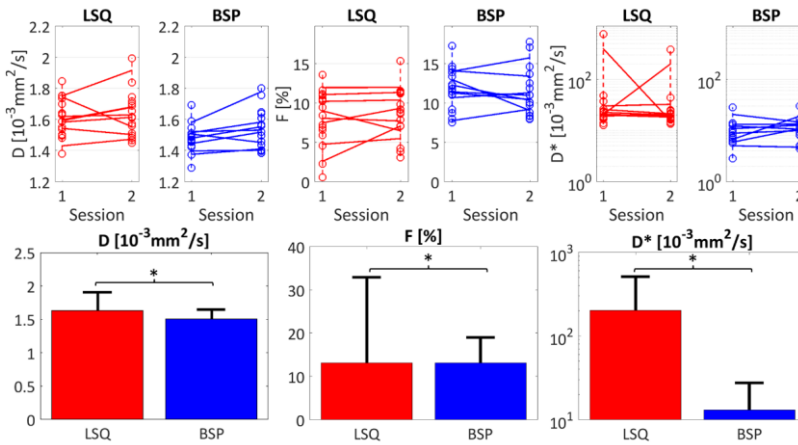 LSQ BSP LSQ BSP LSQ BSP
D [10⁻³mm²/s]
2.2
2
1.8
1.6
1.4
1.2
1 2
Session
2.2
2
1.8
1.6
1.4
1.2
1 2
Session
F [%]
15
10
5
0
1 2
Session
15
10
5
0
1 2
Session
D* [10⁻³mm²/s]
10²
10⁰
1 2
Session
10²
10⁰
1 2
Session
D [10⁻³mm²/s]
2.5
2
1.5
1
0.5
0
*
LSQ BSP
F [%]
40
30
20
10
0
*
LSQ BSP
D* [10⁻³mm²/s]
10³
10²
10¹
*
LSQ BSP